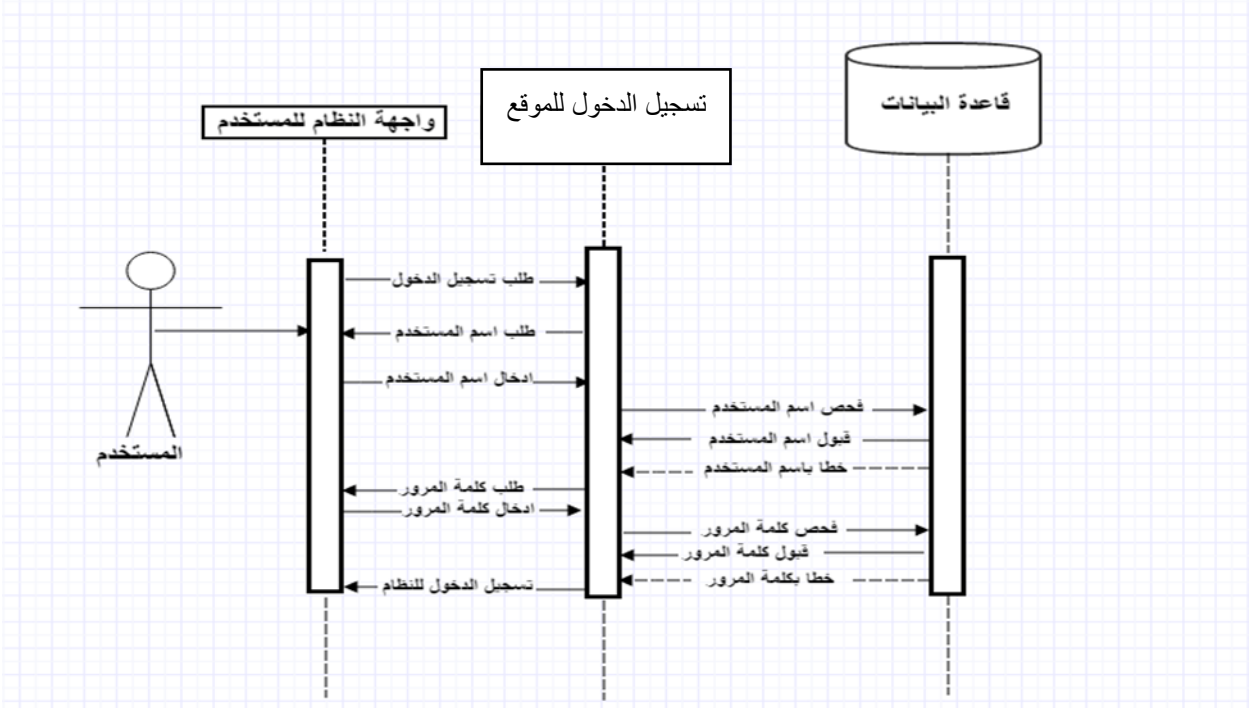 قاعدة البيانات
تسجيل الدخول للموقع
واجهة النظام للمستخدم
طلب تسجيل الدخول
طلب اسم المستخدم
ادخال اسم المستخدم
فحص اسم المستخدم
قبول اسم المستخدم
خطا باسم المستخدم
المستخدم
طلب كلمة المرور
ادخال كلمة المرور
فحص كلمة المرور
قبول كلمة المرور
خطا بكلمة المرور
تسجيل الدخول للنظام